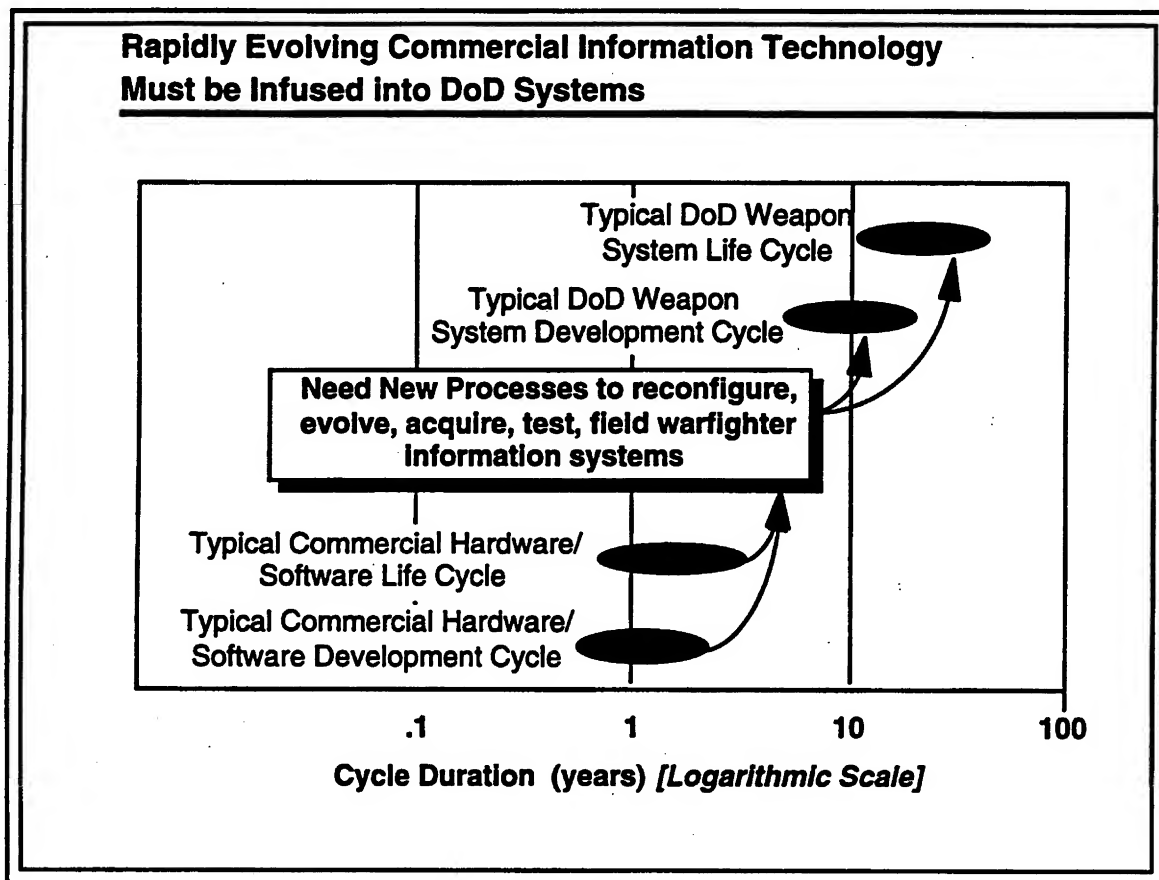 Rapidly Evolving Commercial Information Technology
Must be Infused into DoD Systems
Typical DoD Weapon
System Life Cycle
Typical DoD Weapon
System Development Cycle
Need New Processes to reconfigure,
evolve, acquire, test, field warfighter
information systems
Typical Commercial Hardware/
Software Life Cycle
Typical Commercial Hardware/
Software Development Cycle
.1 1 10 100
Cycle Duration (years) [Logarithmic Scale]